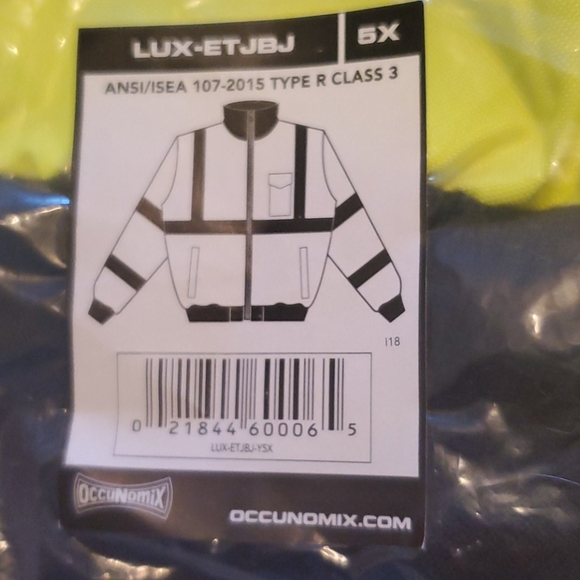 LUX-ETJBJ 5X
ANSI/ISEA 107-2015 TYPE R CLASS 3
I18
0 21844 60006 5
LUX-ETJBJ-Y5X
OccuNomiX
OCCUNOMIX.COM